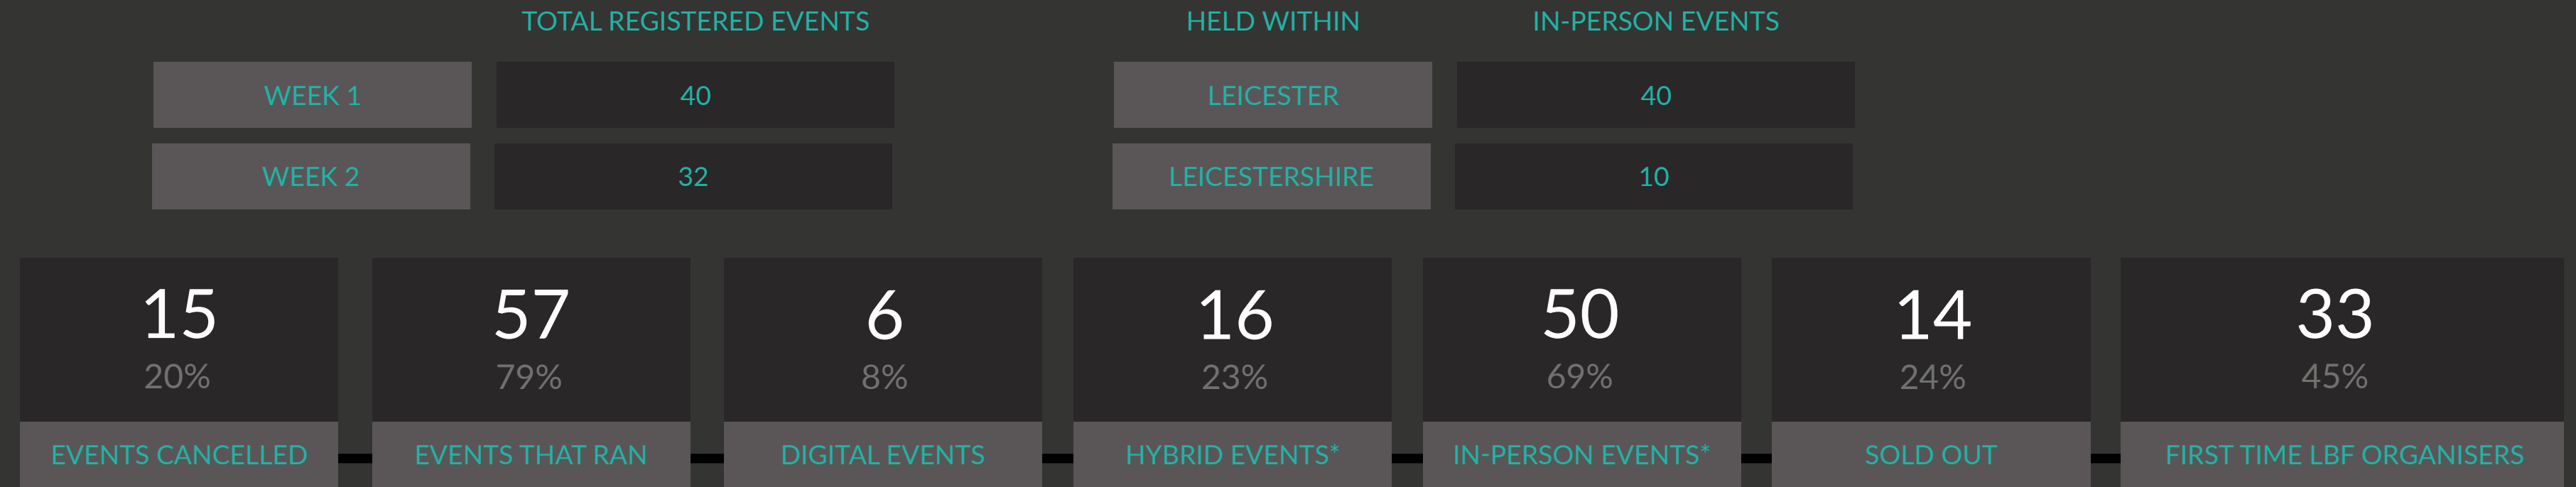 TOTAL REGISTERED EVENTS
WEEK 1 40
WEEK 2 32
HELD WITHIN IN-PERSON EVENTS
LEICESTER 40
LEICESTERSHIRE 10
15
20%
EVENTS CANCELLED
57
79%
EVENTS THAT RAN
6
8%
DIGITAL EVENTS
16
23%
HYBRID EVENTS*
50
69%
IN-PERSON EVENTS*
14
24%
SOLD OUT
33
45%
FIRST TIME LBF ORGANISERS